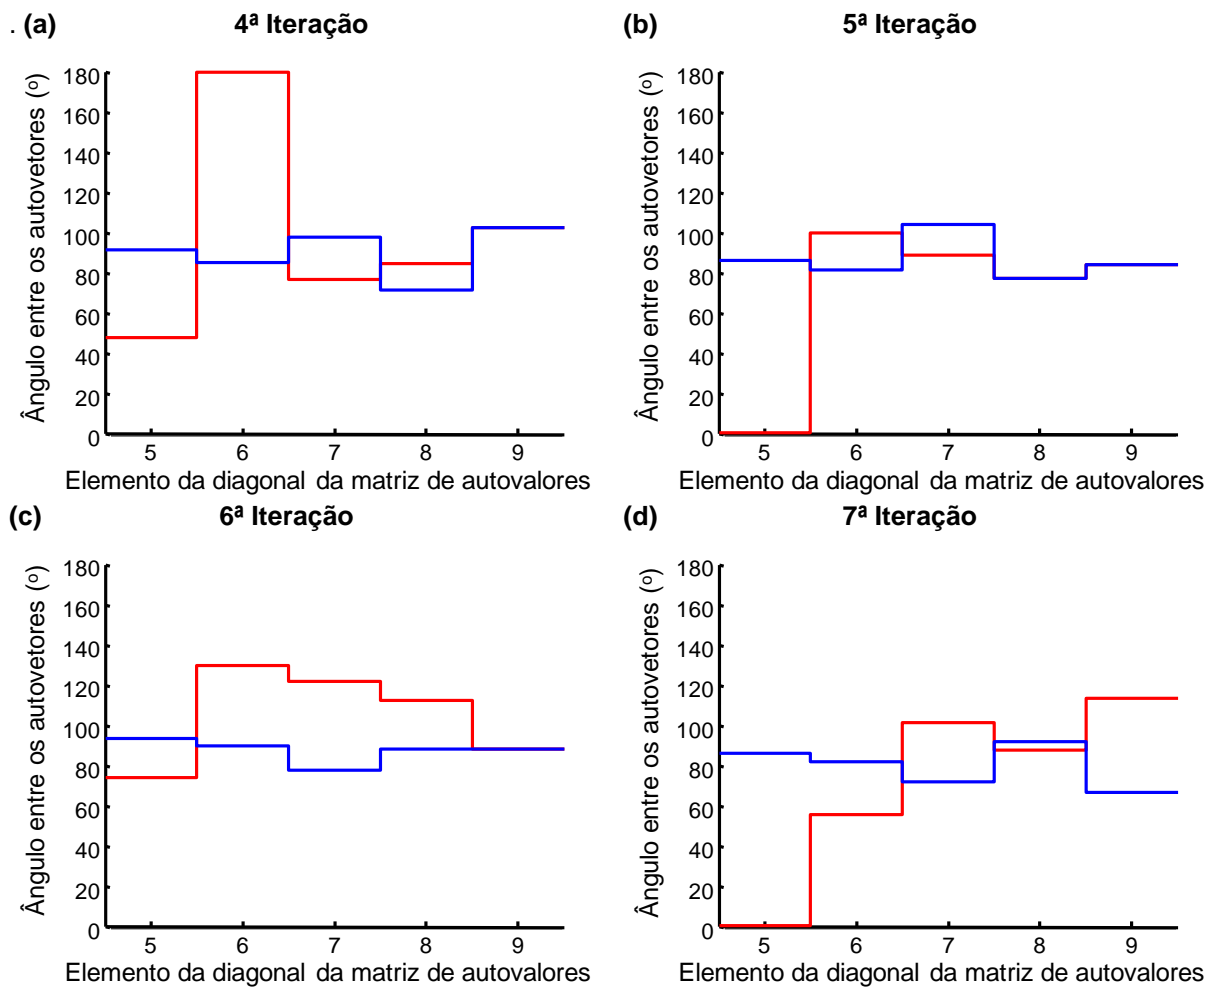 . (a) 4ª Iteração
Ângulo entre os autovetores (º)
180
160
140
120
100
80
60
40
20
0
5 6 7 8 9
Elemento da diagonal da matriz de autovalores
(b) 5ª Iteração
Ângulo entre os autovetores (º)
180
160
140
120
100
80
60
40
20
0
5 6 7 8 9
Elemento da diagonal da matriz de autovalores
(c) 6ª Iteração
Ângulo entre os autovetores (º)
180
160
140
120
100
80
60
40
20
0
5 6 7 8 9
Elemento da diagonal da matriz de autovalores
(d) 7ª Iteração
Ângulo entre os autovetores (º)
180
160
140
120
100
80
60
40
20
0
5 6 7 8 9
Elemento da diagonal da matriz de autovalores